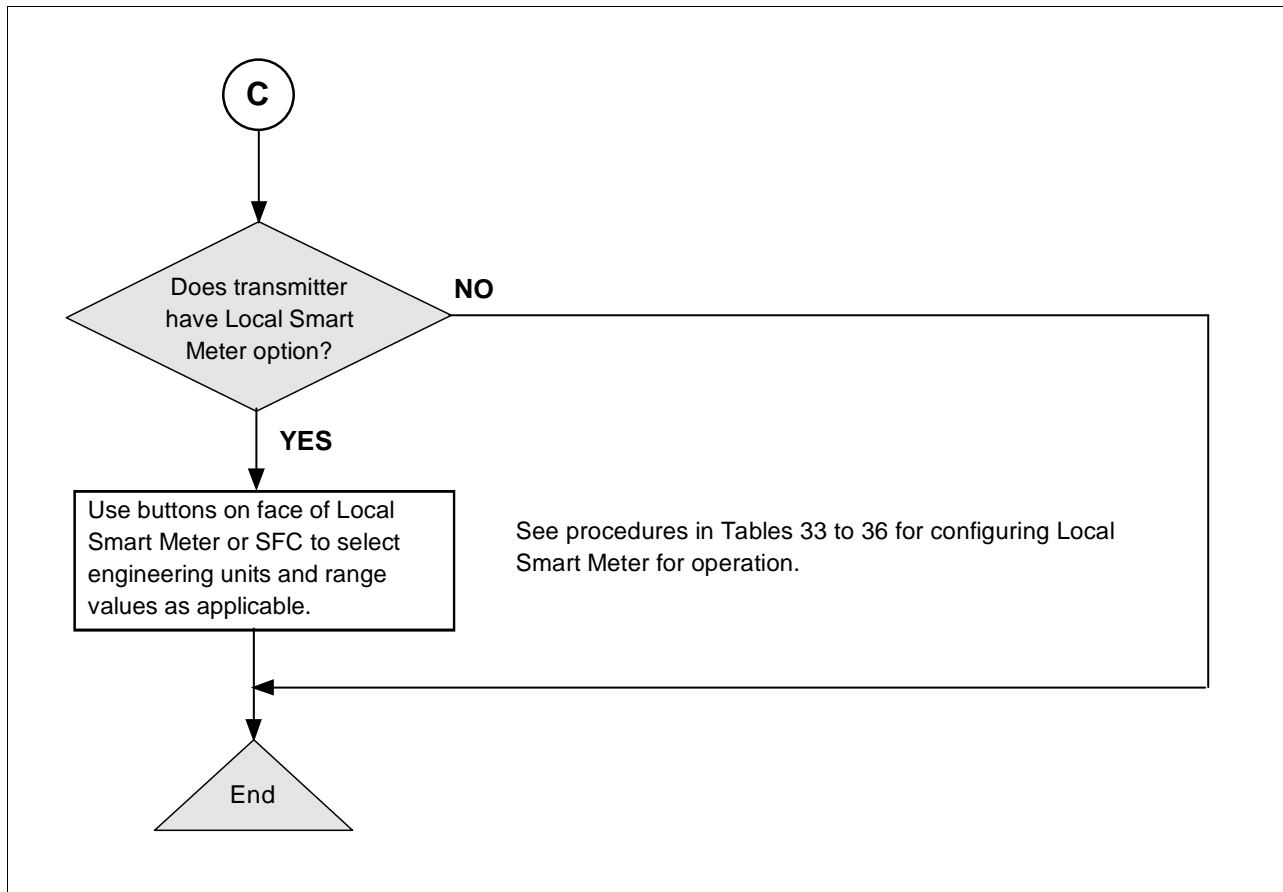 C
Does transmitter
have Local Smart
Meter option?
NO
YES
Use buttons on face of Local
Smart Meter or SFC to select
engineering units and range
values as applicable.
See procedures in Tables 33 to 36 for configuring Local
Smart Meter for operation.
End